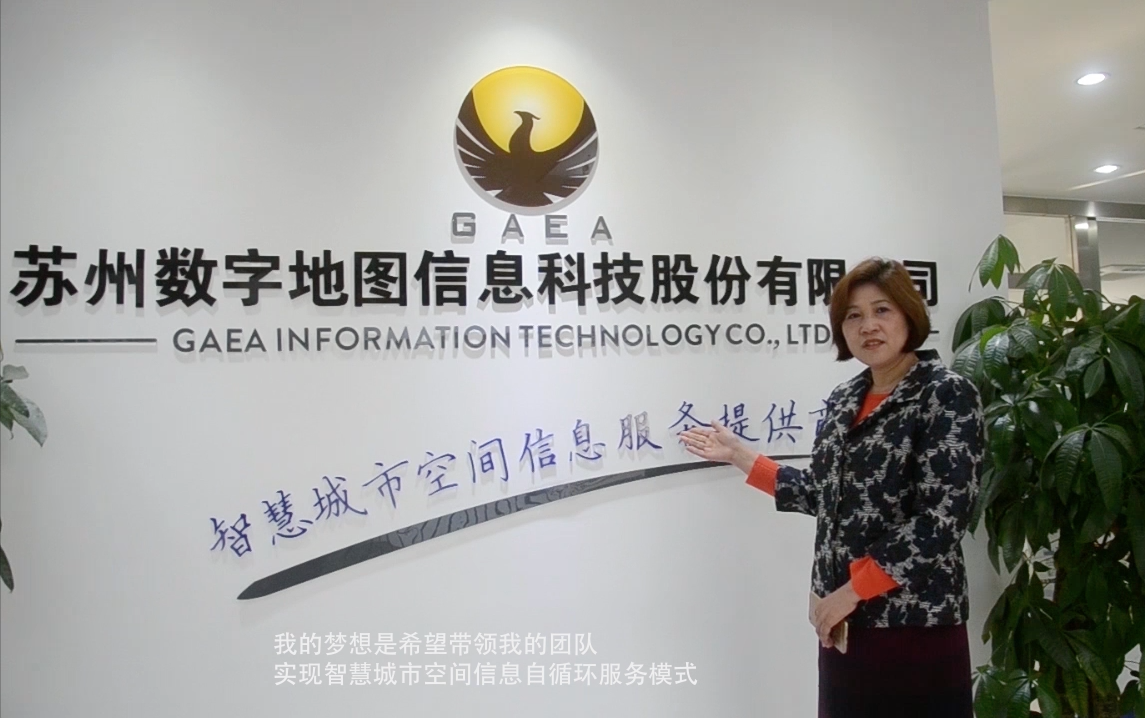 GAEA
苏州数字地图信息科技股份有限 司
GAEA INFORMATION TECHNOLOGY CO., LTD
智慧城市空间信息服务提供商
我的梦想是希望带领我的团队
实现智慧城市空间信息自循环服务模式